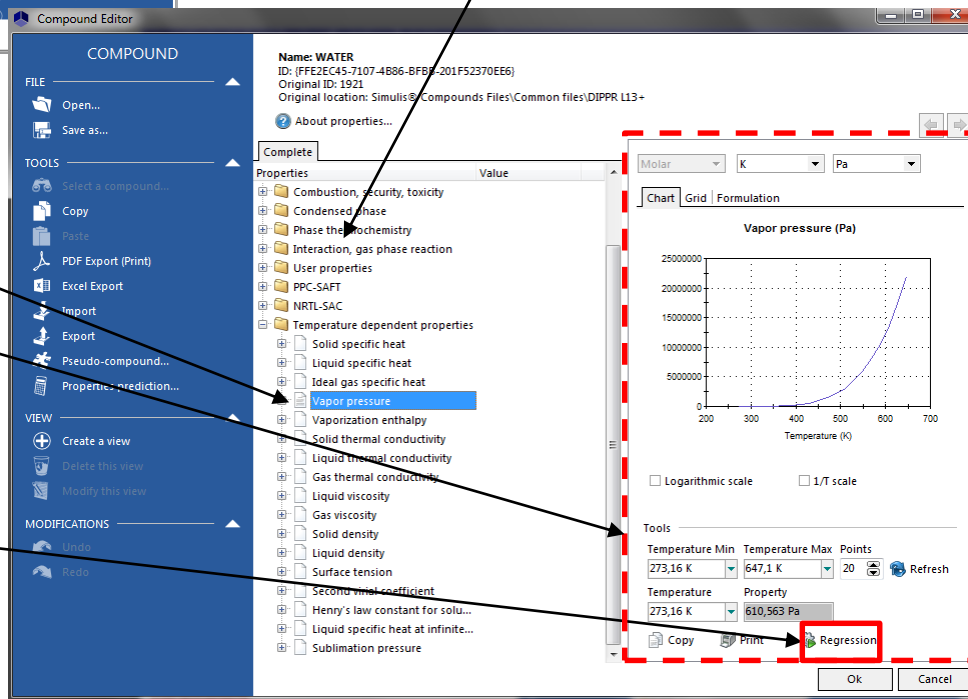 Compound Editor
COMPOUND
FILE
Open...
Save as...
TOOLS
Select a compound...
Copy
Paste
PDF Export (Print)
Excel Export
Import
Export
Pseudo-compound...
Properties prediction...
VIEW
Create a view
Delete this view
Modify this view
MODIFICATIONS
Undo
Redo
Name: WATER
ID: {FFE2EC45-7107-4B86-BFBB-201F52370EE6}
Original ID: 1921
Original location: Simulis® Compounds Files\Common files\DIPPR L13+
About properties...
Complete
Properties Value
Combustion, security, toxicity
Condensed phase
Phase thermochemistry
Interaction, gas phase reaction
User properties
PPC-SAFT
NRTL-SAC
Temperature dependent properties
Solid specific heat
Liquid specific heat
Ideal gas specific heat
Vapor pressure
Vaporization enthalpy
Solid thermal conductivity
Liquid thermal conductivity
Gas thermal conductivity
Liquid viscosity
Gas viscosity
Solid density
Liquid density
Surface tension
Second virial coefficient
Henry's law constant for solu...
Liquid specific heat at infinite...
Sublimation pressure
Molar K Pa
Chart Grid Formulation
Vapor pressure (Pa)
25000000
20000000
15000000
10000000
5000000
0
200 300 400 500 600 700
Temperature (K)
Logarithmic scale 1/T scale
Tools
Temperature Min Temperature Max Points
273,16 K 647,1 K 20 Refresh
Temperature Property
273,16 K 610,563 Pa
Copy Print Regression
Ok Cancel